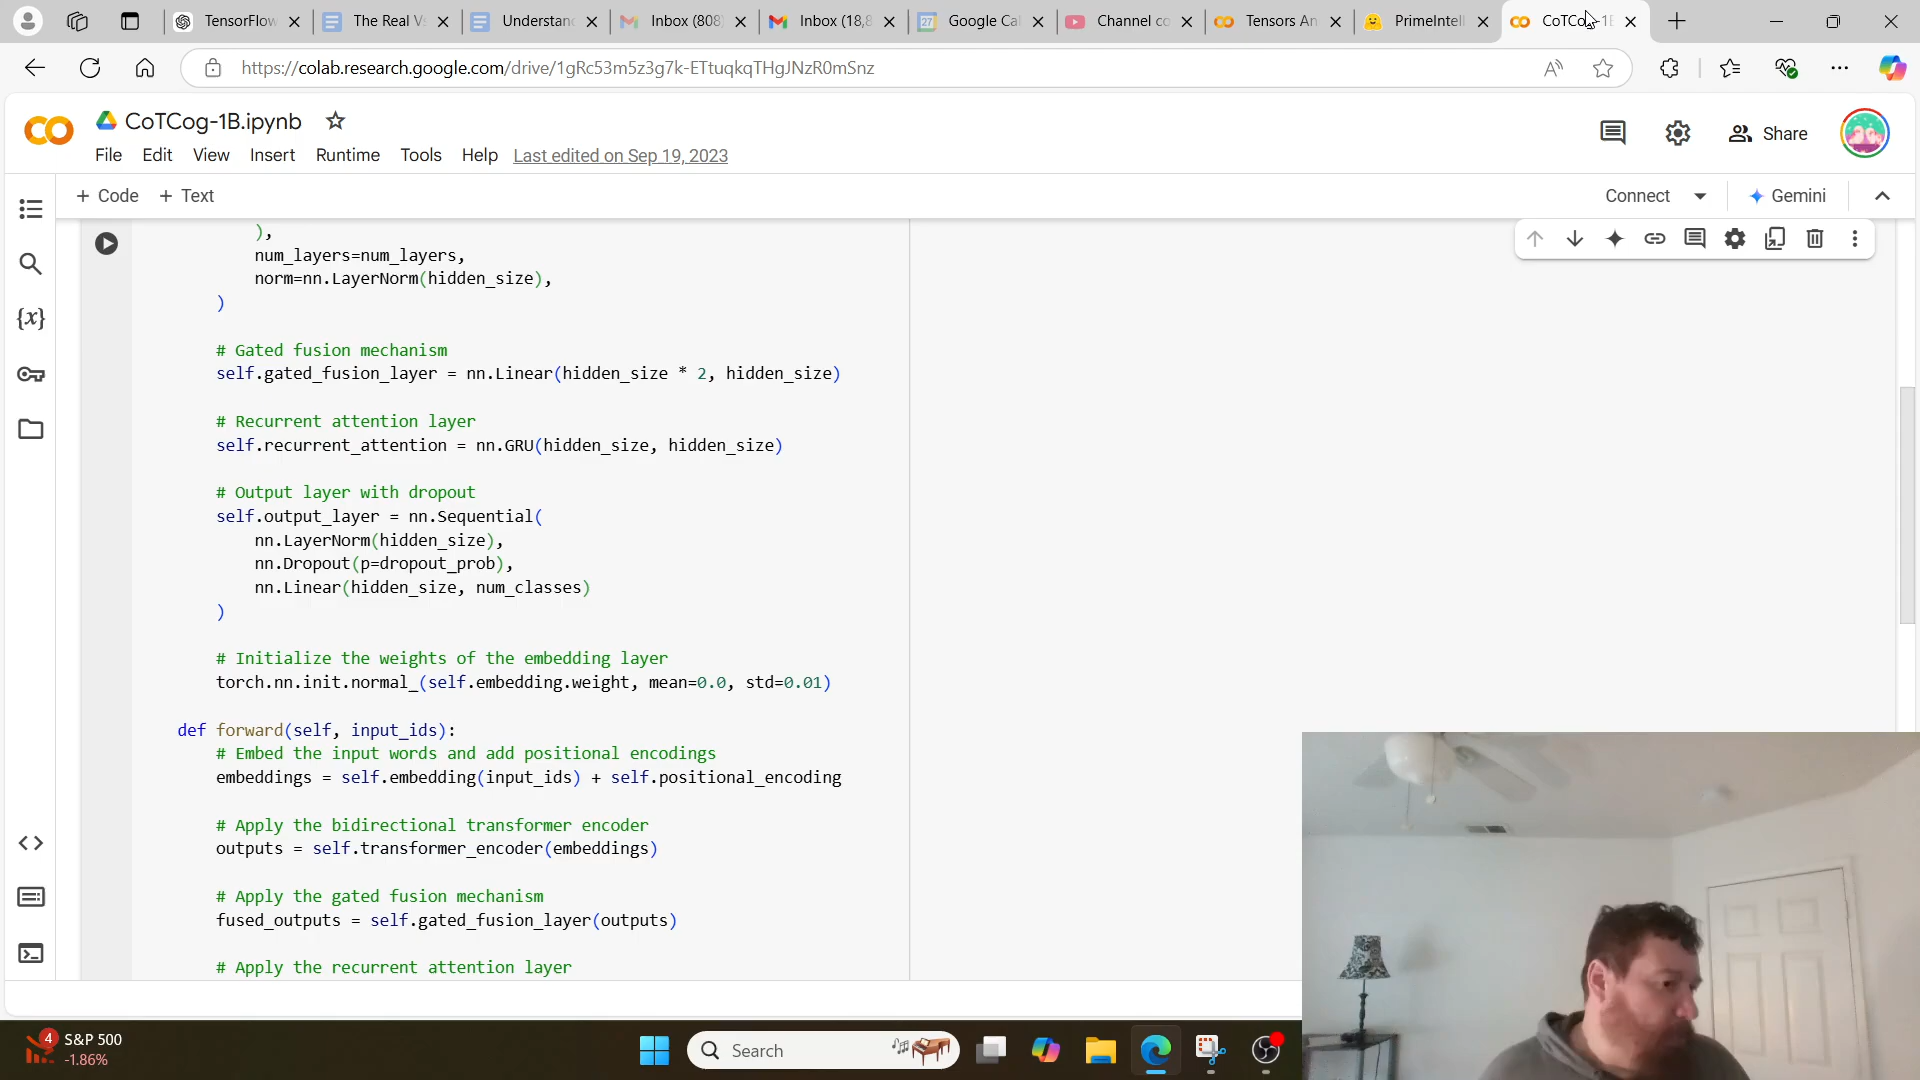 TensorFlow
The Real Vs
Understand
Inbox (808)
Inbox (18,8
Google Cal
Channel co
Tensors An
PrimeIntell
CoTCog-1B
https://colab.research.google.com/drive/1gRc53m5z3g7k-ETtuqkqTHgJNzR0mSnz
CoTCog-1B.ipynb
File Edit View Insert Runtime Tools Help Last edited on Sep 19, 2023
Share
+ Code + Text
Connect
Gemini
),
num_layers=num_layers,
norm=nn.LayerNorm(hidden_size),
)
# Gated fusion mechanism
self.gated_fusion_layer = nn.Linear(hidden_size * 2, hidden_size)
# Recurrent attention layer
self.recurrent_attention = nn.GRU(hidden_size, hidden_size)
# Output layer with dropout
self.output_layer = nn.Sequential(
nn.LayerNorm(hidden_size),
nn.Dropout(p=dropout_prob),
nn.Linear(hidden_size, num_classes)
)
# Initialize the weights of the embedding layer
torch.nn.init.normal_(self.embedding.weight, mean=0.0, std=0.01)
def forward(self, input_ids):
# Embed the input words and add positional encodings
embeddings = self.embedding(input_ids) + self.positional_encoding
# Apply the bidirectional transformer encoder
outputs = self.transformer_encoder(embeddings)
# Apply the gated fusion mechanism
fused_outputs = self.gated_fusion_layer(outputs)
# Apply the recurrent attention layer
4
S&P 500
-1.86%
Search